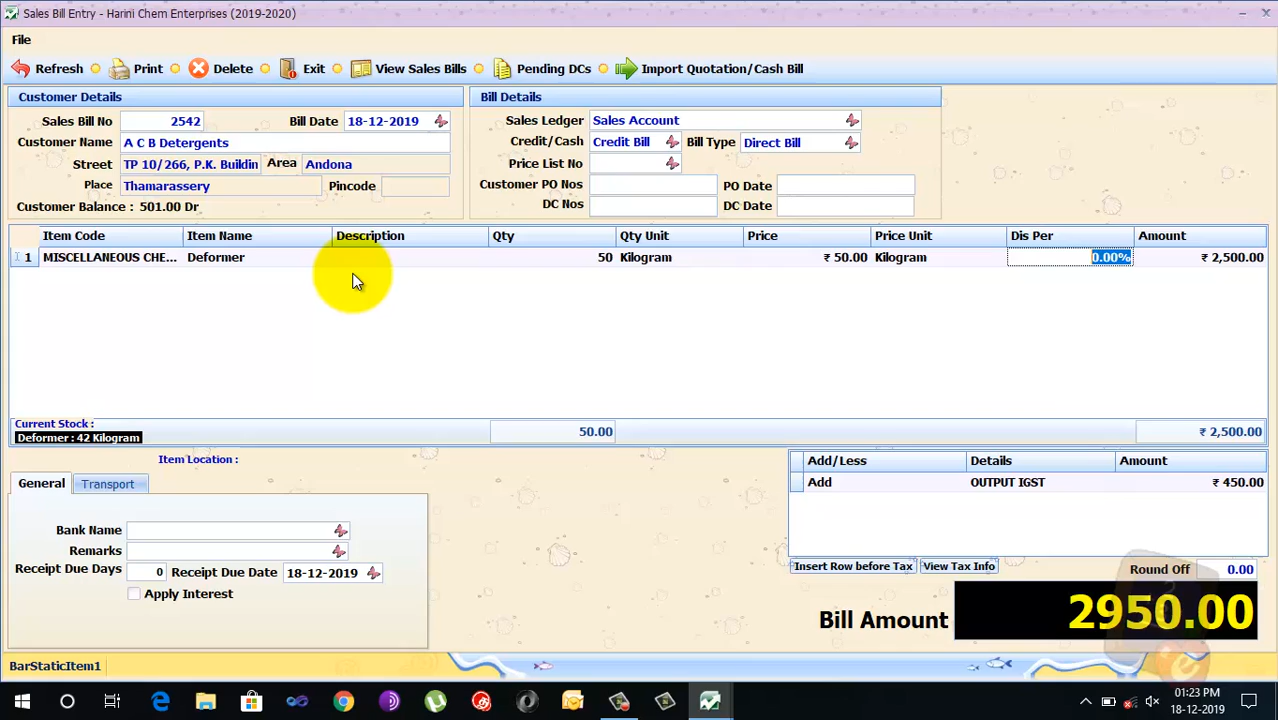 Sales Bill Entry - Harini Chem Enterprises (2019-2020)
File
Refresh Print Delete Exit View Sales Bills Pending DCs Import Quotation/Cash Bill
Customer Details
Bill Details
Sales Bill No 2542 Bill Date 18-12-2019
Sales Ledger Sales Account
Customer Name A C B Detergents
Credit/Cash Credit Bill Bill Type Direct Bill
Street TP 10/266, P.K. Buildin Area Andona
Price List No
Place Thamarassery Pincode
Customer PO Nos PO Date
Customer Balance : 501.00 Dr
DC Nos DC Date
Item Code Item Name Description Qty Qty Unit Price Price Unit Dis Per Amount
1 MISCELLANEOUS CHE... Deformer 50 Kilogram ₹ 50.00 Kilogram 0.00% ₹ 2,500.00
Current Stock :
Deformer : 42 Kilogram
50.00 ₹ 2,500.00
Item Location :
Add/Less Details Amount
Add OUTPUT IGST ₹ 450.00
General Transport
Bank Name
Remarks
Receipt Due Days 0 Receipt Due Date 18-12-2019
Apply Interest
Insert Row before Tax View Tax Info
Round Off 0.00
Bill Amount 2950.00
BarStaticItem1
01:23 PM
18-12-2019